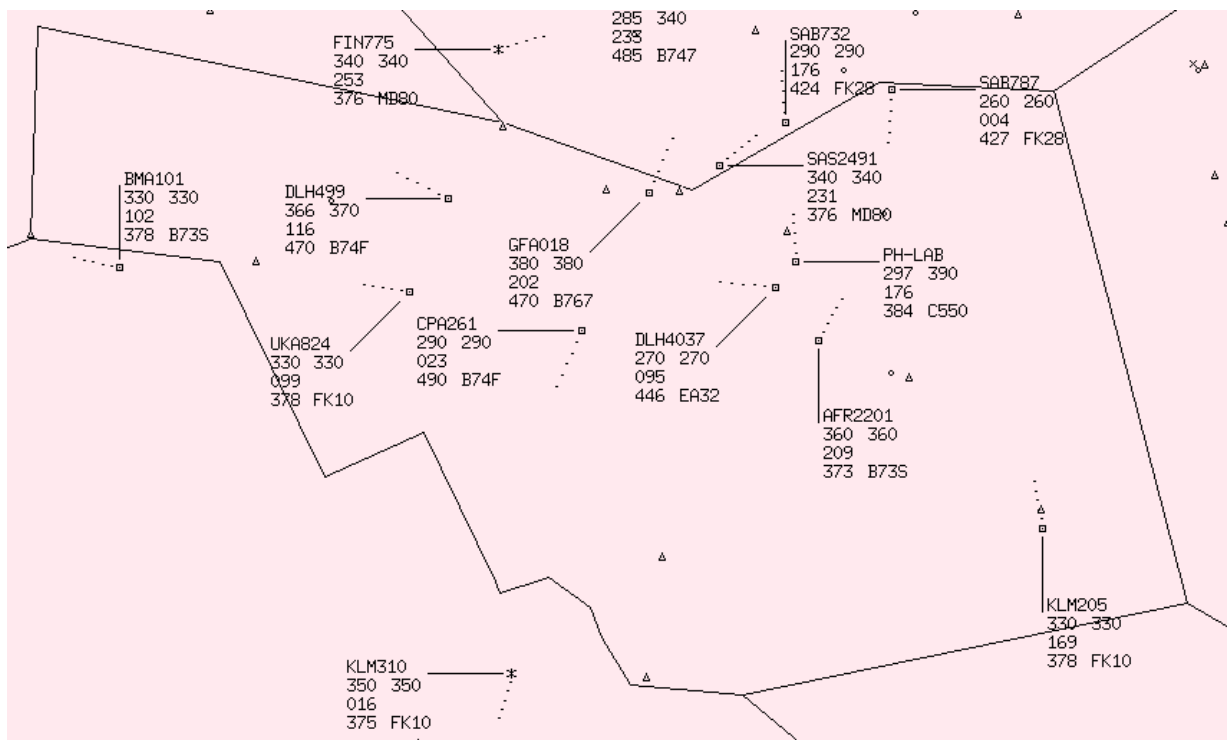 285 340
233
485 B747
FIN775
340 340
253
376 MD80
SAB732
290 290
176
424 FK28
SAB787
260 260
004
427 FK28
SAS2491
340 340
231
376 MD80
BMA101
330 330
102
378 B73S
DLH499
366 370
116
470 B74F
GFA018
380 380
202
470 B767
PH-LAB
297 390
176
384 C550
UKA824
330 330
099
378 FK10
CPA261
290 290
023
490 B74F
DLH4037
270 270
095
446 EA32
AFR2201
360 360
209
373 B73S
KLM205
330 330
169
378 FK10
KLM310
350 350
016
375 FK10